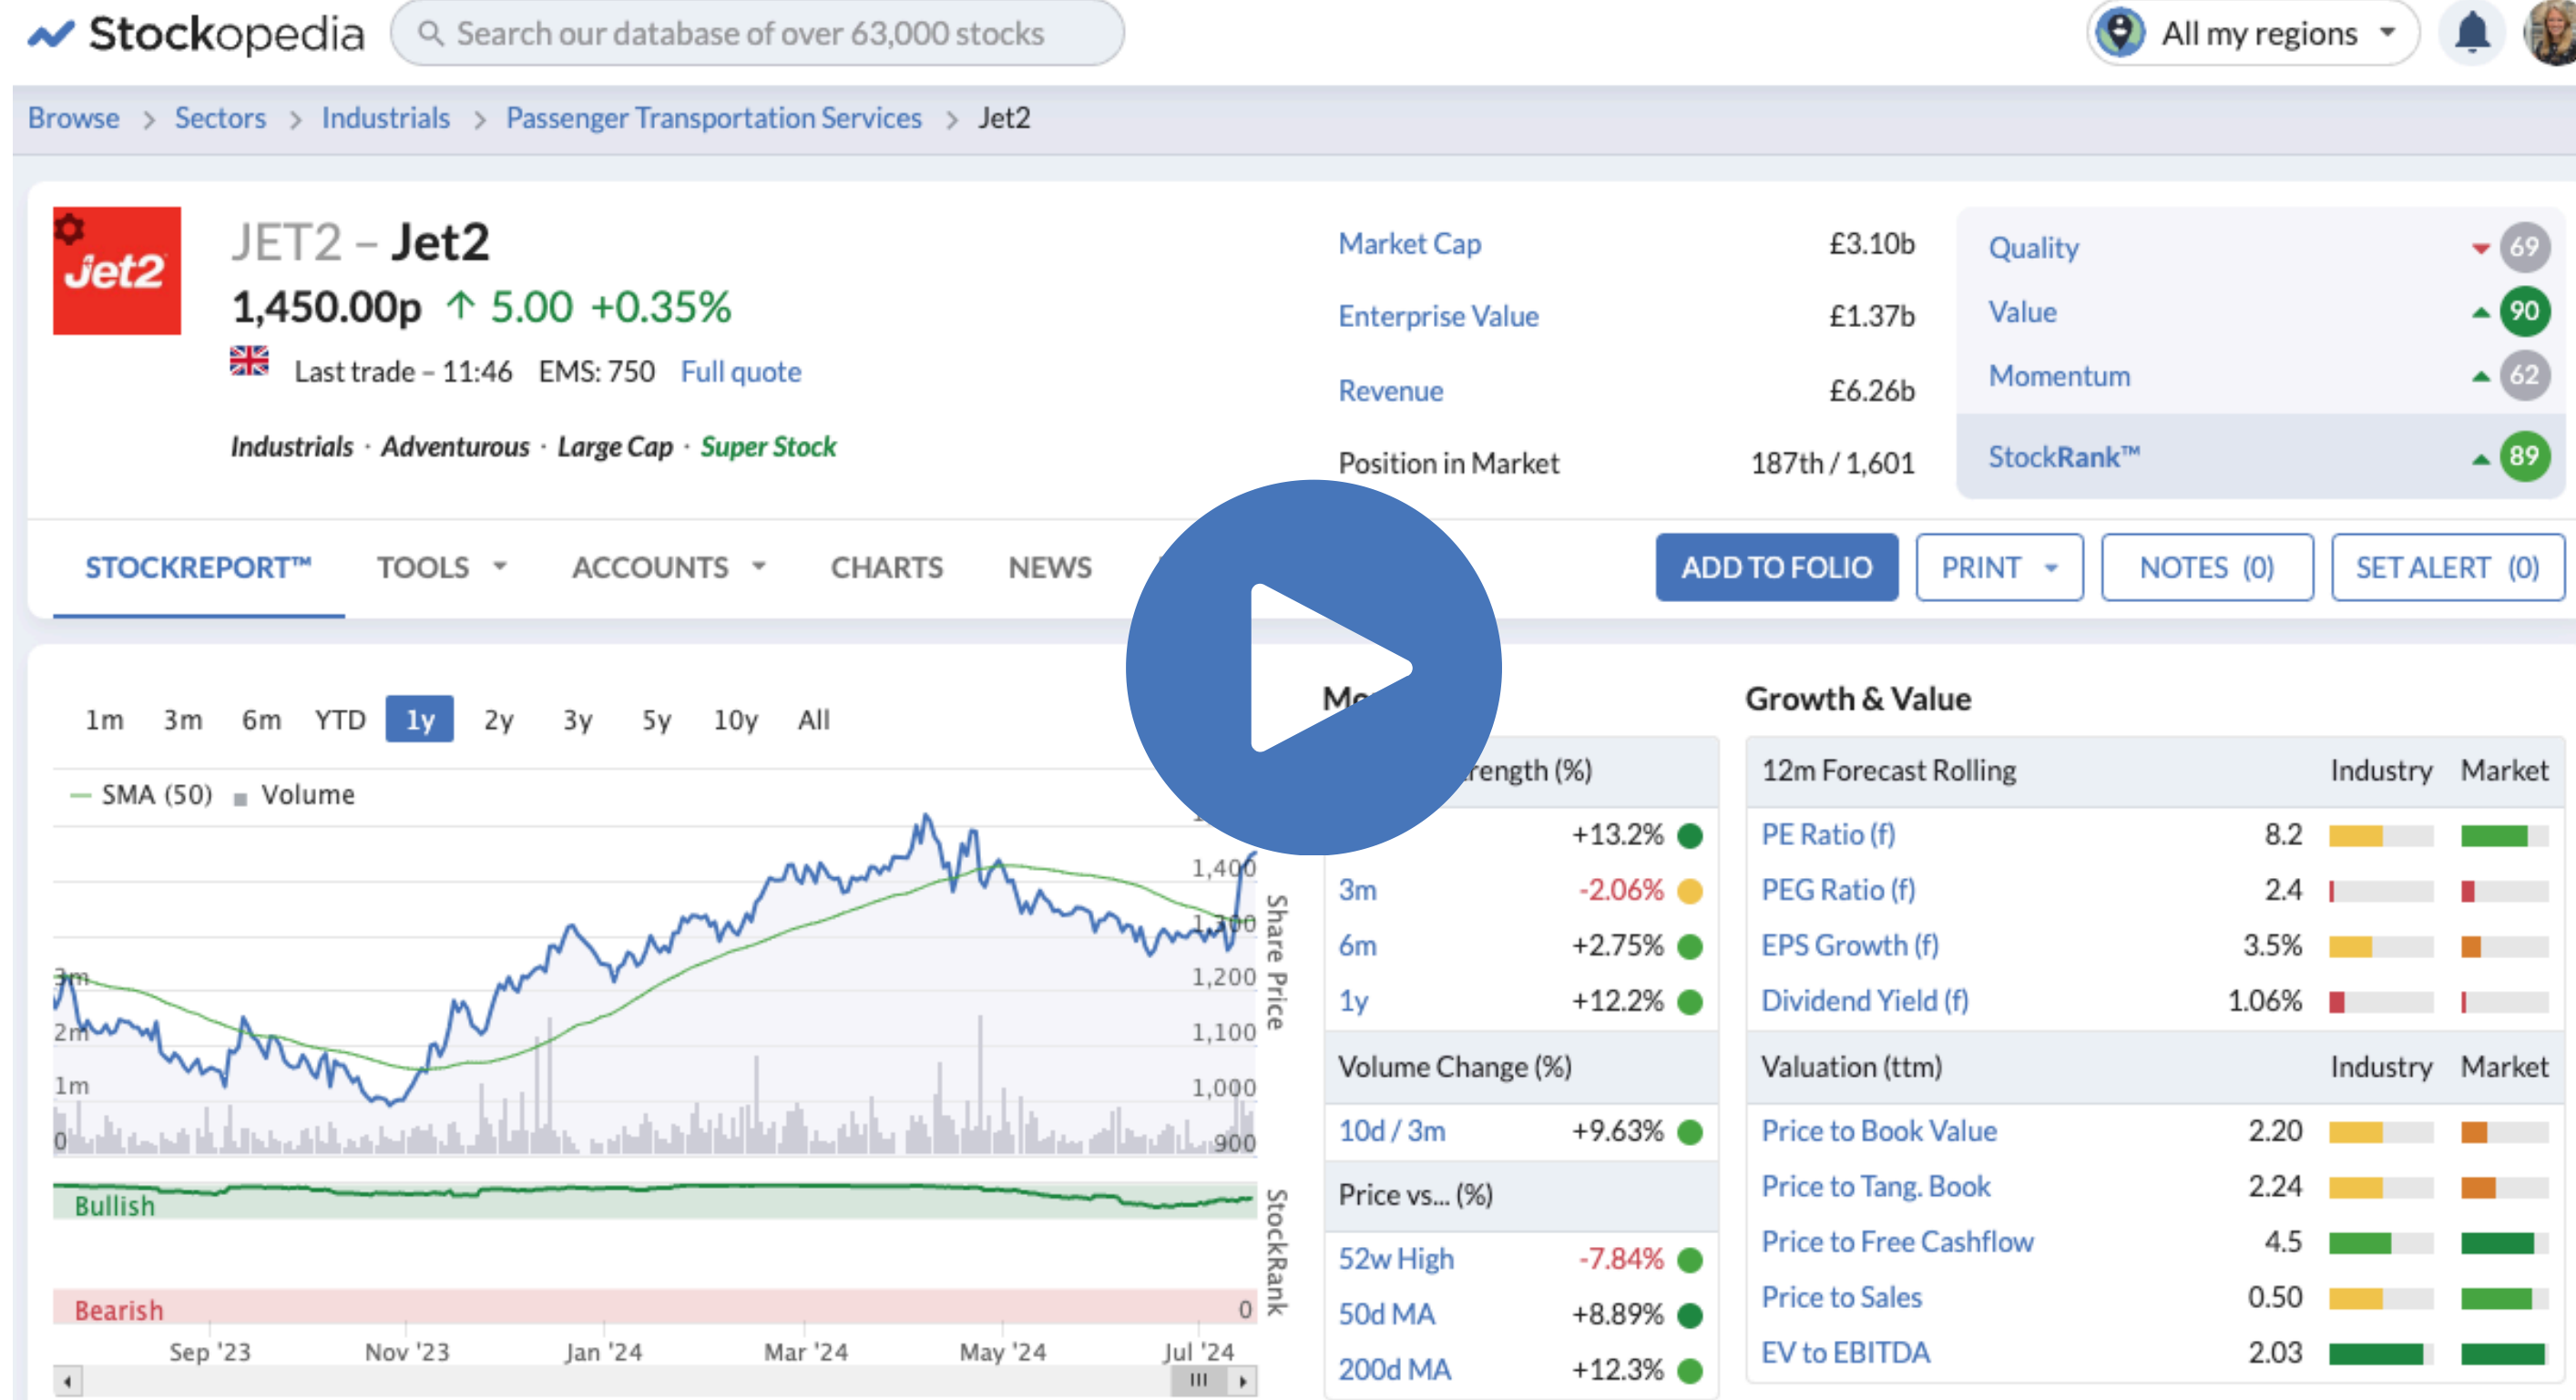 Stockopedia
Search our database of over 63,000 stocks
All my regions
Browse > Sectors > Industrials > Passenger Transportation Services > Jet2
Jet2
JET2 – Jet2
1,450.00p ↑ 5.00 +0.35%
Last trade – 11:46 EMS: 750 Full quote
Industrials · Adventurous · Large Cap · Super Stock
Market Cap £3.10b
Enterprise Value £1.37b
Revenue £6.26b
Position in Market 187th / 1,601
Quality 69
Value 90
Momentum 62
StockRank™ 89
STOCKREPORT™ TOOLS ACCOUNTS CHARTS NEWS
ADD TO FOLIO PRINT NOTES (0) SET ALERT (0)
1m 3m 6m YTD 1y 2y 3y 5y 10y All
SMA (50) Volume
1,400
1,300
1,200
1,100
1,000
900
3m
2m
1m
0
Share Price
Bullish
Bearish
0
StockRank
Sep '23 Nov '23 Jan '24 Mar '24 May '24 Jul '24
(%)
+13.2%
3m -2.06%
6m +2.75%
1y +12.2%
Volume Change (%)
10d / 3m +9.63%
Price vs... (%)
52w High -7.84%
50d MA +8.89%
200d MA +12.3%
Growth & Value
12m Forecast Rolling Industry Market
PE Ratio (f) 8.2
PEG Ratio (f) 2.4
EPS Growth (f) 3.5%
Dividend Yield (f) 1.06%
Valuation (ttm) Industry Market
Price to Book Value 2.20
Price to Tang. Book 2.24
Price to Free Cashflow 4.5
Price to Sales 0.50
EV to EBITDA 2.03